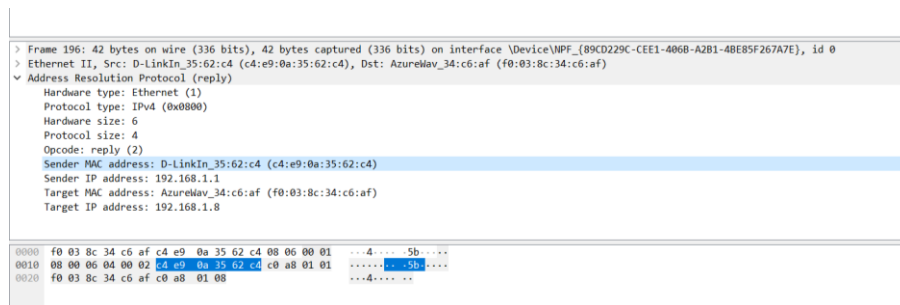 > Frame 196: 42 bytes on wire (336 bits), 42 bytes captured (336 bits) on interface \Device\NPF_{89CD229C-CEE1-406B-A2B1-4BE85F267A7E}, id 0
> Ethernet II, Src: D-LinkIn_35:62:c4 (c4:e9:0a:35:62:c4), Dst: AzureWav_34:c6:af (f0:03:8c:34:c6:af)
Address Resolution Protocol (reply)
Hardware type: Ethernet (1)
Protocol type: IPv4 (0x0800)
Hardware size: 6
Protocol size: 4
Opcode: reply (2)
Sender MAC address: D-LinkIn_35:62:c4 (c4:e9:0a:35:62:c4)
Sender IP address: 192.168.1.1
Target MAC address: AzureWav_34:c6:af (f0:03:8c:34:c6:af)
Target IP address: 192.168.1.8
0000 f0 03 8c 34 c6 af c4 e9 0a 35 62 c4 08 06 00 01 ···4···· ·5b·····
0010 08 00 06 04 00 02 c4 e9 0a 35 62 c4 c0 a8 01 01 ········ ·5b·····
0020 f0 03 8c 34 c6 af c0 a8 01 08 ···4···· ··